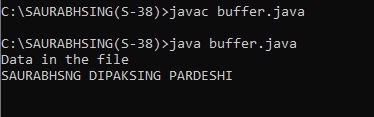 C:\SAURABHSING(S-38)>javac buffer.java
C:\SAURABHSING(S-38)>java buffer.java
Data in the file
SAURABHSNG DIPAKSING PARDESHI